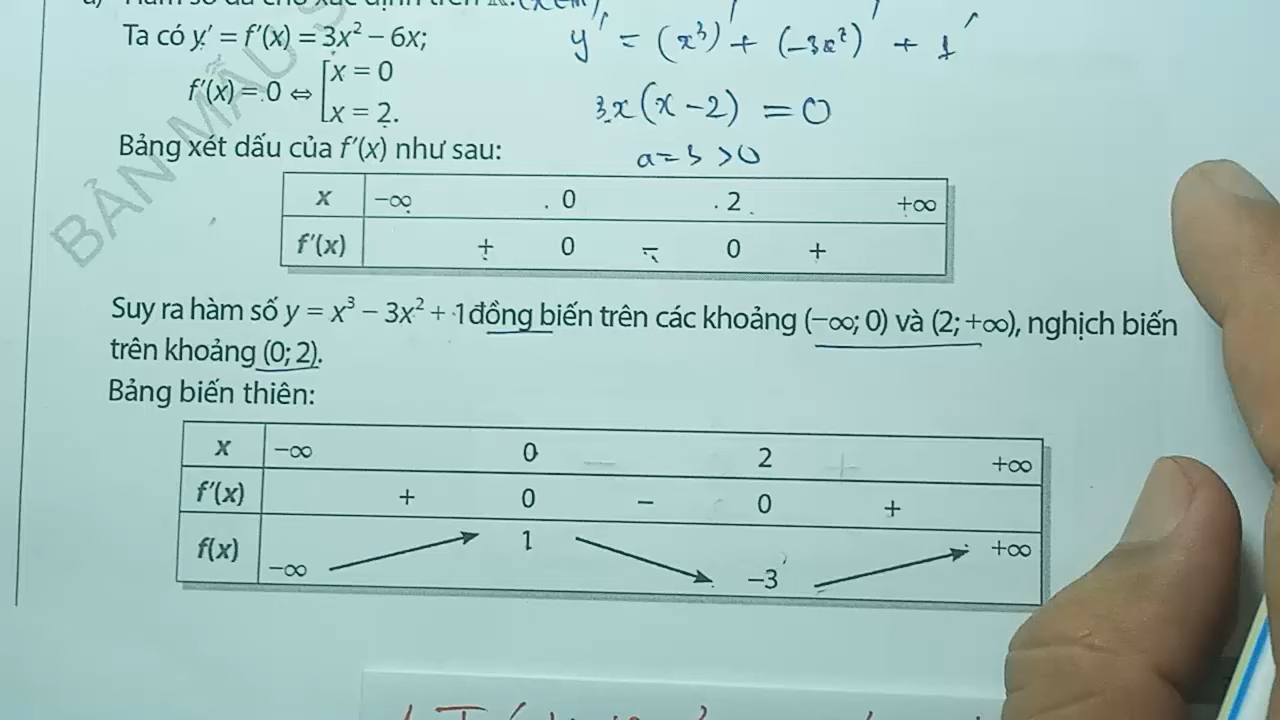 Ta có y' = f'(x) = 3x² – 6x;
y' = (x³)' + (-3x²)' + 1'
f'(x) = 0 ⇔ [x = 0
x = 2.
3x(x - 2) = 0
Bảng xét dấu của f'(x) như sau:
a = 3 > 0
x –∞ 0 2 +∞
f'(x) + 0 – 0 +
Suy ra hàm số y = x³ – 3x² + 1 đồng biến trên các khoảng (–∞; 0) và (2; +∞), nghịch biến
trên khoảng (0; 2).
Bảng biến thiên:
x –∞ 0 2 +∞
f'(x) + 0 – 0 +
f(x) –∞ 1 –3 +∞
BẢN MẪU